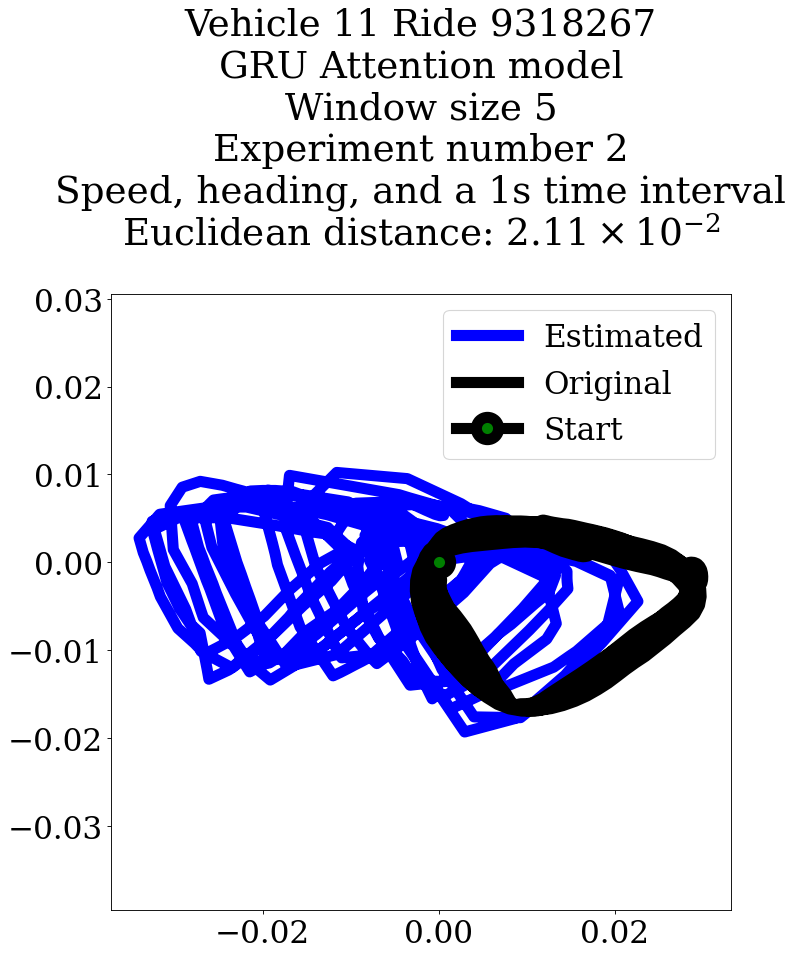 Vehicle 11 Ride 9318267
GRU Attention model
Window size 5
Experiment number 2
Speed, heading, and a 1s time interval
Euclidean distance: 2.11 × 10⁻²
0.03
0.02
0.01
0.00
−0.01
−0.02
−0.03
Estimated
Original
Start
−0.02
0.00
0.02